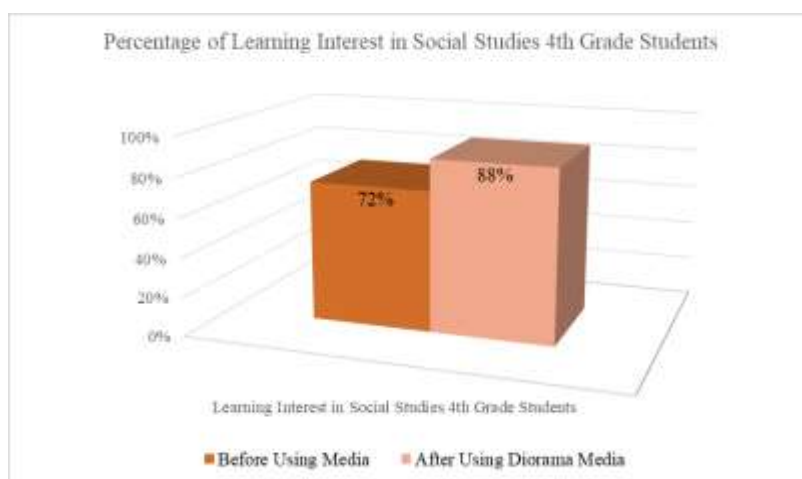 Percentage of Learning Interest in Social Studies 4th Grade Students
100%
80%
60%
40%
20%
0%
72%
88%
Learning Interest in Social Studies 4th Grade Students
Before Using Media
After Using Diorama Media